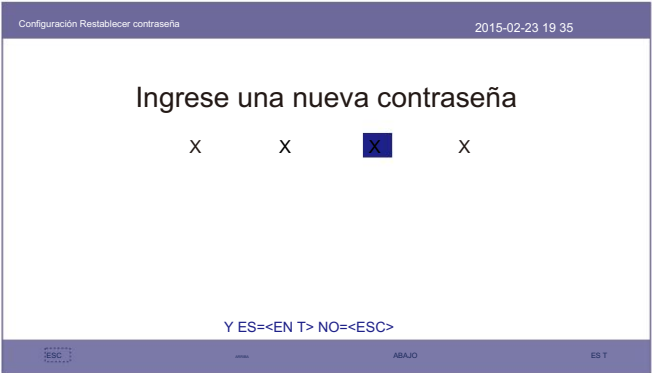 Configuración Restablecer contraseña 2015-02-23 19 35
Ingrese una nueva contraseña
X X X X
Y ES=<EN T> NO=<ESC>
ESC — ABAJO ES T